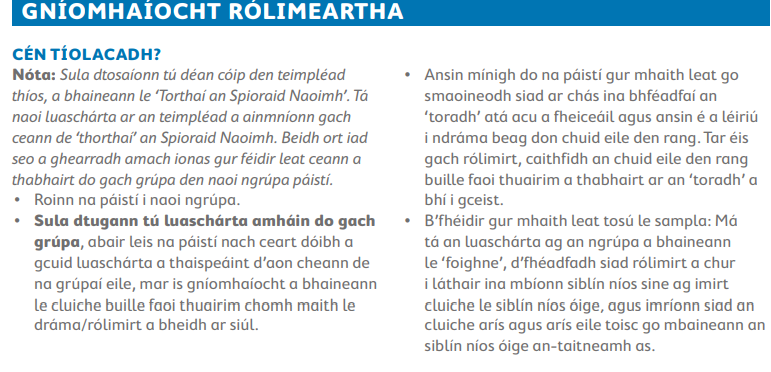 GNÍOMHAÍOCHT RÓLIMEARTHA
CÉN TÍOLACADH?
Nóta: Sula dtosaíonn tú déan cóip den teimpléad
thíos, a bhaineann le ‘Torthaí an Spioraid Naoimh’. Tá
naoi luaschárta ar an teimpléad a ainmníonn gach
ceann de ‘thorthaí’ an Spioraid Naoimh. Beidh ort iad
seo a ghearradh amach ionas gur féidir leat ceann a
thabhairt do gach grúpa den naoi ngrúpa páistí.
• Roinn na páistí i naoi ngrúpa.
• Sula dtugann tú luaschárta amháin do gach
grúpa, abair leis na páistí nach ceart dóibh a
gcuid luaschárta a thaispeáint d’aon cheann de
na grúpaí eile, mar is gníomhaíocht a bhaineann
le cluiche buille faoi thuairim chomh maith le
dráma/rólimirt a bheidh ar siúl.
• Ansin mínigh do na páistí gur mhaith leat go
smaoineodh siad ar chás ina bhféadfaí an
‘toradh’ atá acu a fheiceáil agus ansin é a léiriú
i ndráma beag don chuid eile den rang. Tar éis
gach rólimirt, caithfidh an chuid eile den rang
buille faoi thuairim a thabhairt ar an ‘toradh’ a
bhí i gceist.
• B’fhéidir gur mhaith leat tosú le sampla: Má
tá an luaschárta ag an ngrúpa a bhaineann
le ‘foighne’, d’fhéadfadh siad rólimirt a chur
i láthair ina mbíonn siblín níos sine ag imirt
cluiche le siblín níos óige, agus imríonn siad an
cluiche arís agus arís eile toisc go mbaineann an
siblín níos óige an-taitneamh as.